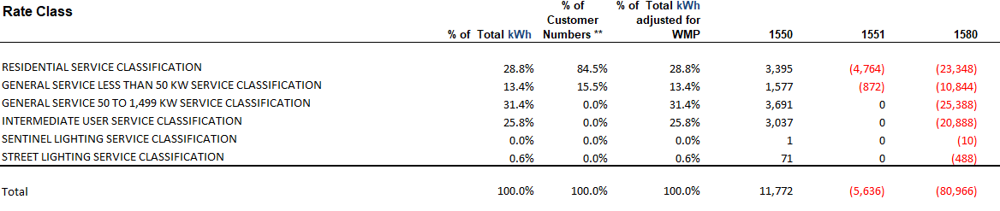 Rate Class % of Total kWh % of Customer Numbers ** % of Total kWh adjusted for WMP 1550 1551 1580
RESIDENTIAL SERVICE CLASSIFICATION 28.8% 84.5% 28.8% 3,395 (4,764) (23,348)
GENERAL SERVICE LESS THAN 50 KW SERVICE CLASSIFICATION 13.4% 15.5% 13.4% 1,577 (872) (10,844)
GENERAL SERVICE 50 TO 1,499 KW SERVICE CLASSIFICATION 31.4% 0.0% 31.4% 3,691 0 (25,388)
INTERMEDIATE USER SERVICE CLASSIFICATION 25.8% 0.0% 25.8% 3,037 0 (20,888)
SENTINEL LIGHTING SERVICE CLASSIFICATION 0.0% 0.0% 0.0% 1 0 (10)
STREET LIGHTING SERVICE CLASSIFICATION 0.6% 0.0% 0.6% 71 0 (488)
Total 100.0% 100.0% 100.0% 11,772 (5,636) (80,966)